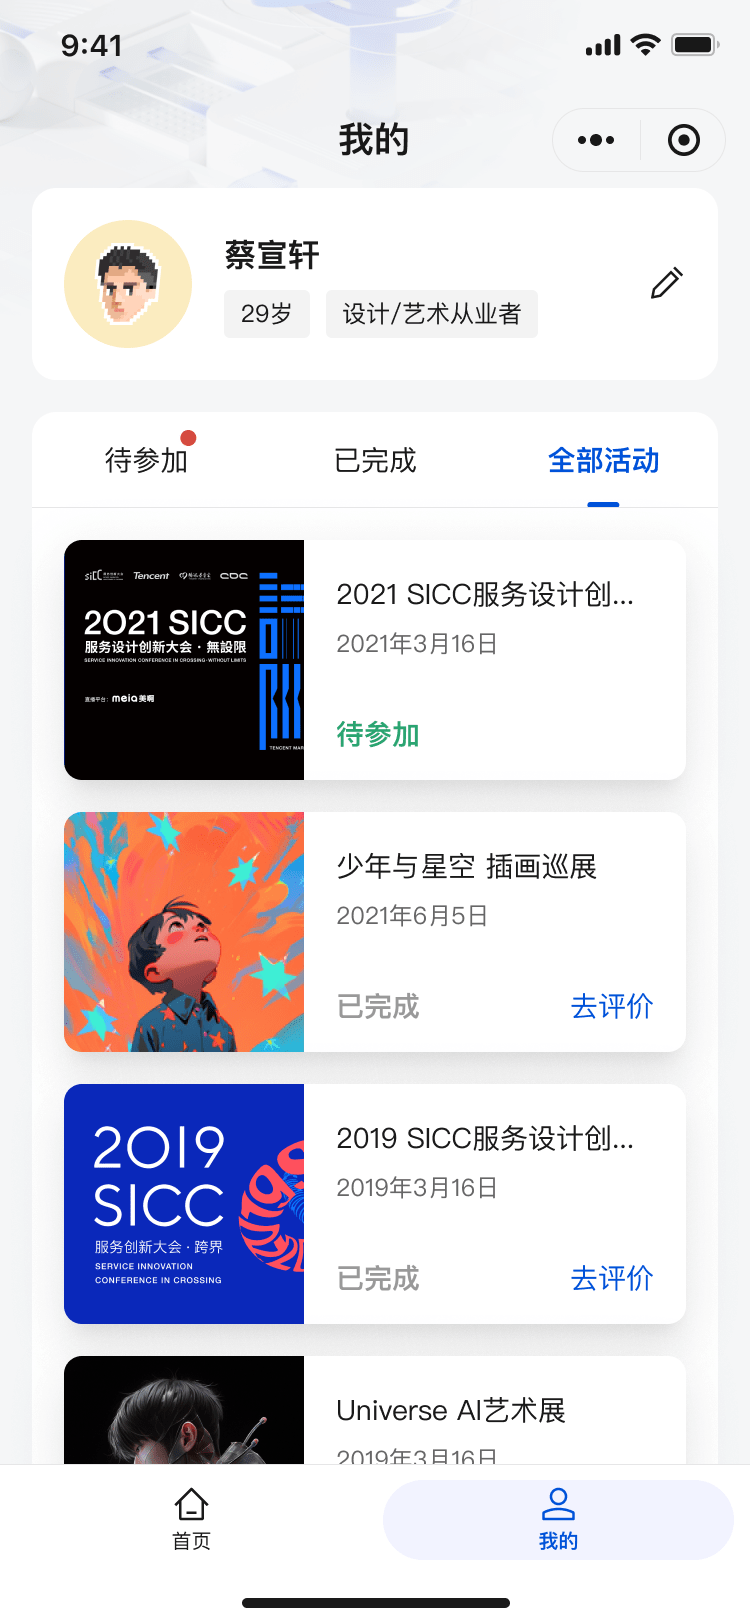 9:41
我的
蔡宣轩
29岁
设计/艺术从业者
待参加
已完成
全部活动
Tencent
CDC
2021 SICC
服务设计创新大会·無設限
SERVICE INNOVATION CONFERENCE IN CROSSING·WITHOUT LIMITS
直播平台: meia美啊
TENCENT MAR
2021 SICC服务设计创...
2021年3月16日
待参加
少年与星空 插画巡展
2021年6月5日
已完成
去评价
2019
SICC
服务创新大会·跨界
SERVICE INNOVATION
CONFERENCE IN CROSSING
2019 SICC服务设计创...
2019年3月16日
已完成
去评价
Universe AI艺术展
2019年3月16日
首页
我的